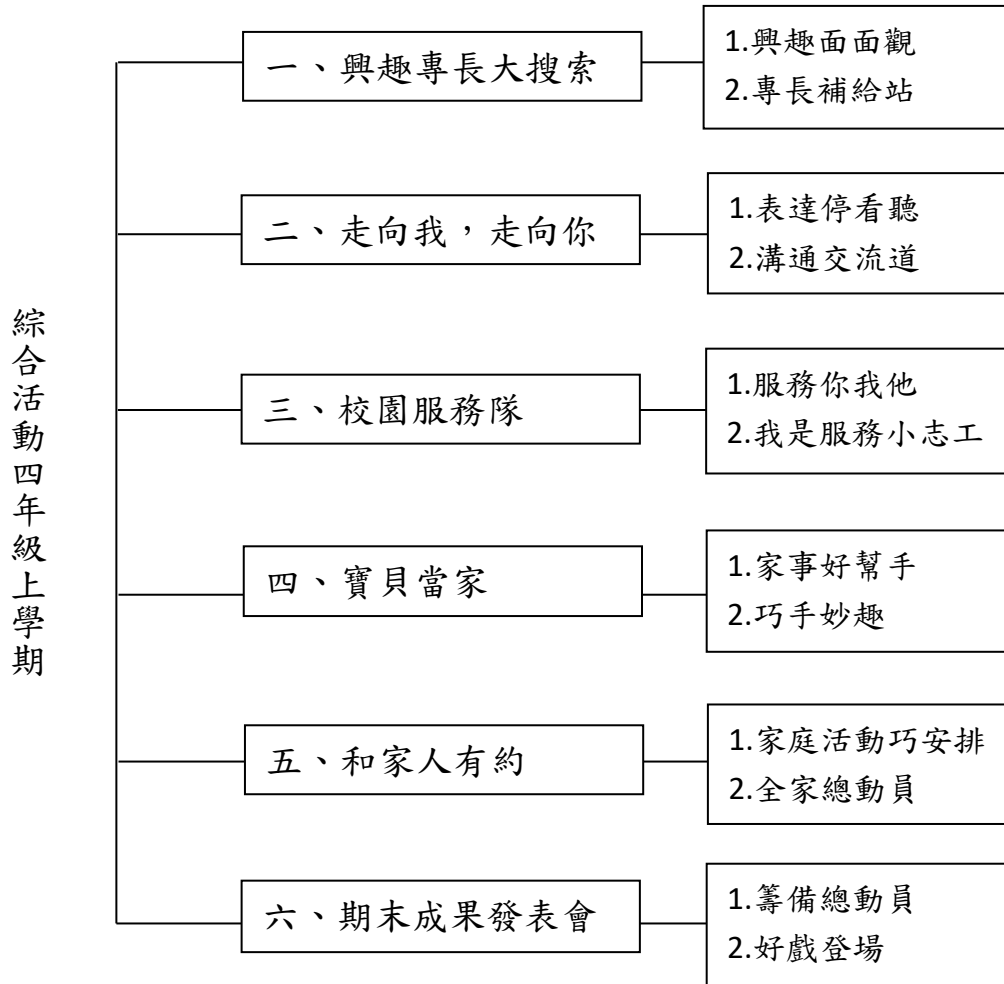 綜合活動四年級上學期
一、興趣專長大搜索
1.興趣面面觀
2.專長補給站
二、走向我，走向你
1.表達停看聽
2.溝通交流道
三、校園服務隊
1.服務你我他
2.我是服務小志工
四、寶貝當家
1.家事好幫手
2.巧手妙趣
五、和家人有約
1.家庭活動巧安排
2.全家總動員
六、期末成果發表會
1.籌備總動員
2.好戲登場